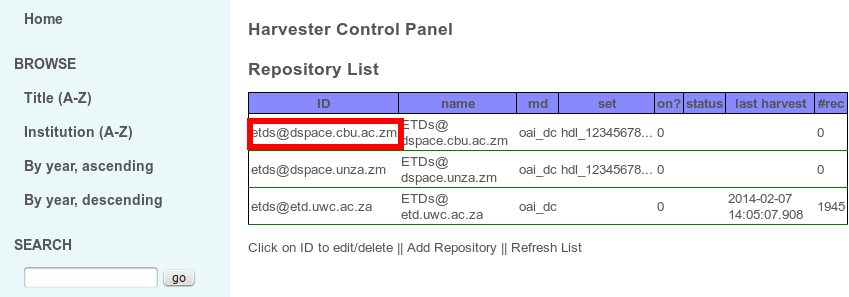 Home
BROWSE
Title (A-Z)
Institution (A-Z)
By year, ascending
By year, descending
SEARCH
go
Harvester Control Panel
Repository List
ID name md set on? status last harvest #rec
etds@dspace.cbu.ac.zm ETDs@ dspace.cbu.ac.zm oai_dc hdl_12345678... 0 0
etds@dspace.unza.zm ETDs@ dspace.unza.zm oai_dc hdl_12345678... 0 0
etds@etd.uwc.ac.za ETDs@ etd.uwc.ac.za oai_dc 0 2014-02-07 14:05:07.908 1945
Click on ID to edit/delete || Add Repository || Refresh List